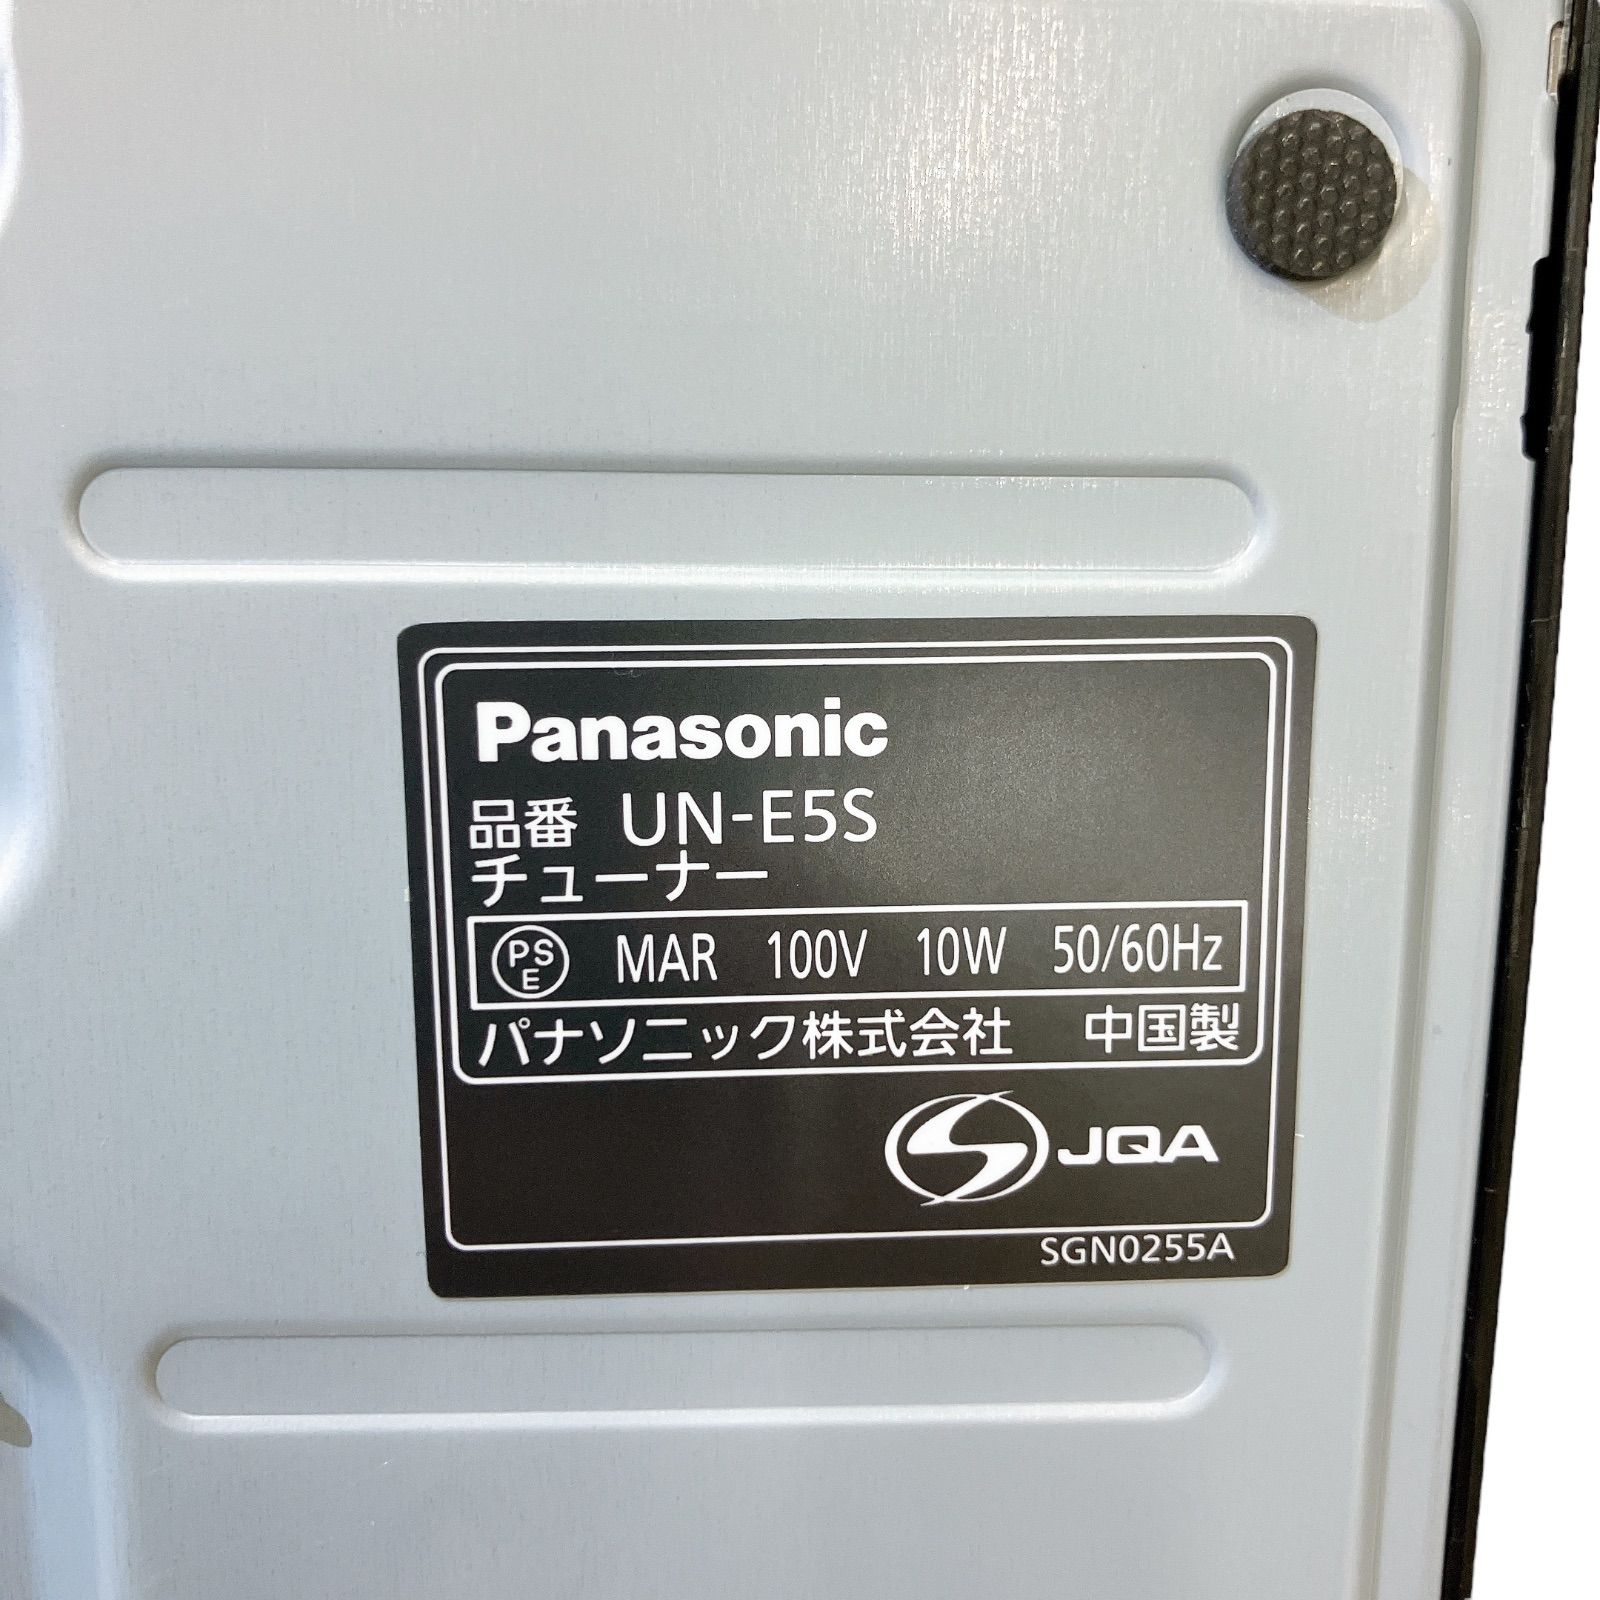 Panasonic
品番 UN-E5S
チューナー
PSE MAR 100V 10W 50/60Hz
パナソニック株式会社 中国製
JQA
SGN0255A